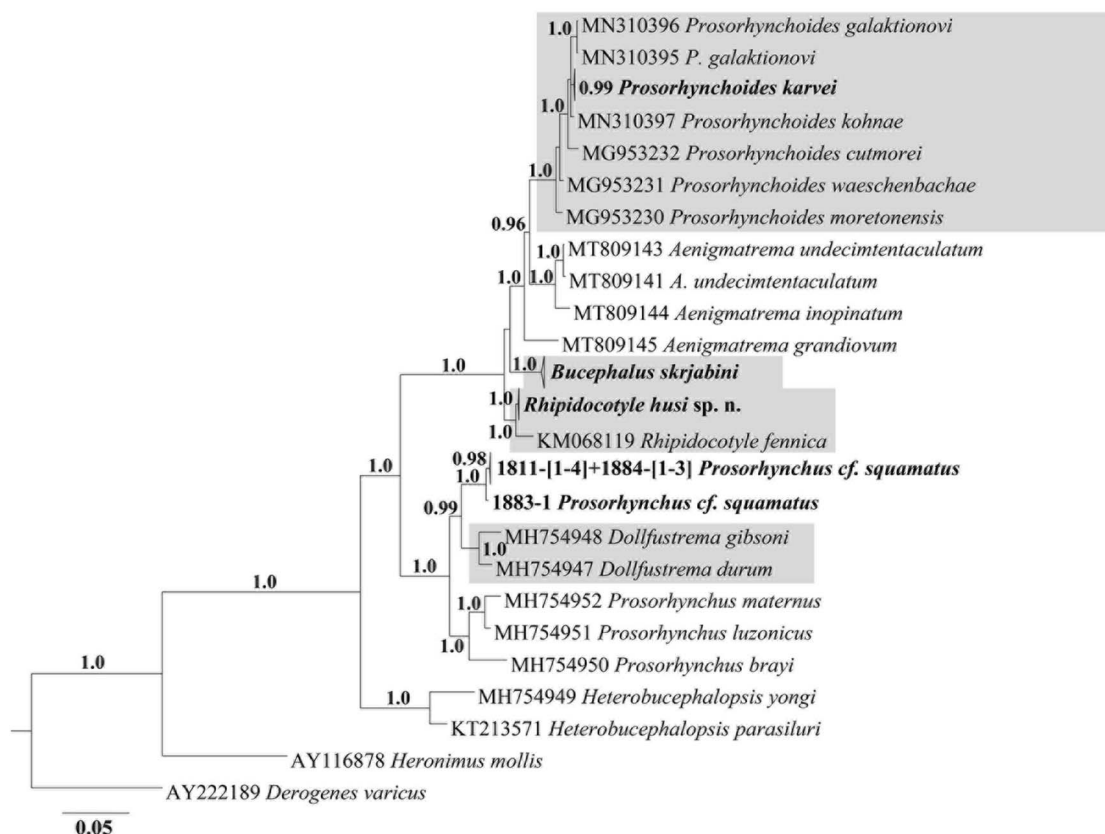 1.0 MN310396 Prosorhynchoides galaktionovi
MN310395 P. galaktionovi
0.99 Prosorhynchoides karvei
1.0
MN310397 Prosorhynchoides kohnae
MG953232 Prosorhynchoides cutmorei
1.0
MG953231 Prosorhynchoides waeschenbachae
MG953230 Prosorhynchoides moretonensis
0.96
1.0 MT809143 Aenigmatrema undecimtentaculatum
1.0 1.0 MT809141 A. undecimtentaculatum
MT809144 Aenigmatrema inopinatum
MT809145 Aenigmatrema grandiovum
1.0 1.0 Bucephalus skrjabini
1.0 Rhipidocotyle husi sp. n.
1.0 KM068119 Rhipidocotyle fennica
0.98 1811-[1-4]+1884-[1-3] Prosorhynchus cf. squamatus
1.0 1.0
1883-1 Prosorhynchus cf. squamatus
0.99
MH754948 Dollfustrema gibsoni
1.0
MH754947 Dollfustrema durum
1.0 1.0
MH754952 Prosorhynchus maternus
1.0
MH754951 Prosorhynchus luzonicus
1.0
MH754950 Prosorhynchus brayi
1.0
MH754949 Heterobucephalopsis yongi
1.0
KT213571 Heterobucephalopsis parasiluri
AY116878 Heronimus mollis
AY222189 Derogenes varicus
0.05